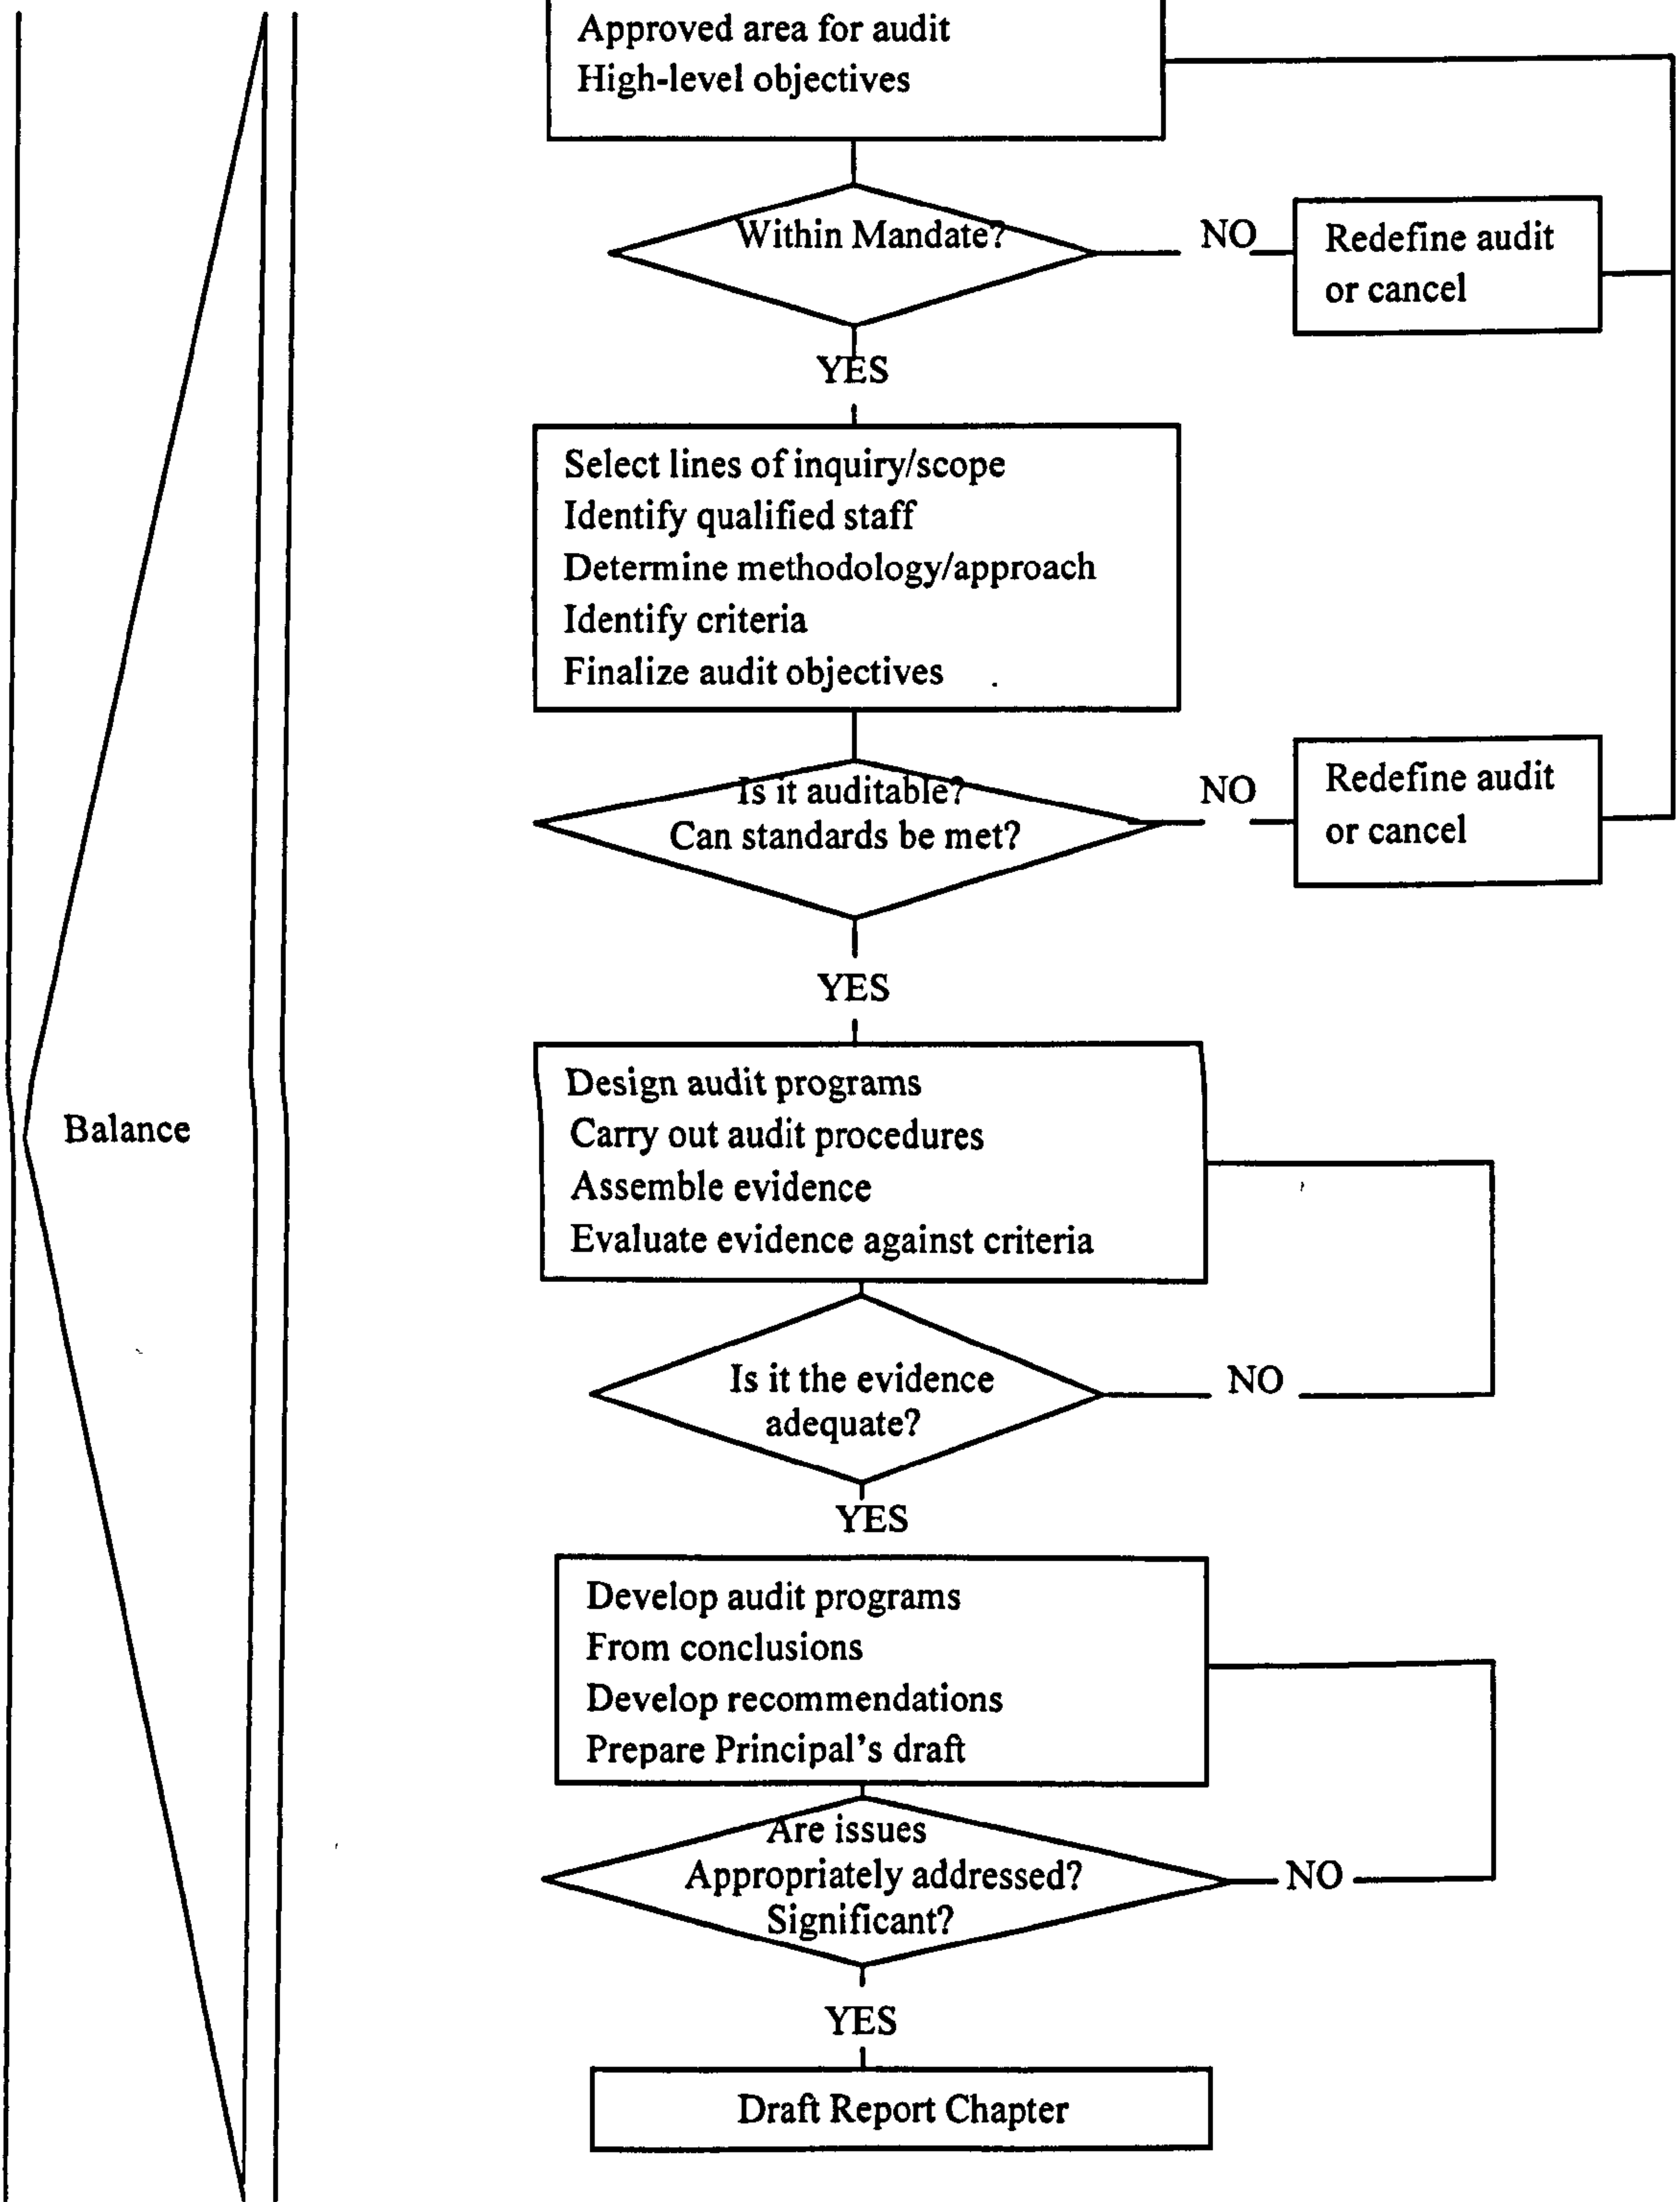 Approved area for audit
High-level objectives
Within Mandate?
NO
Redefine audit
or cancel
YES
Select lines of inquiry/scope
Identify qualified staff
Determine methodology/approach
Identify criteria
Finalize audit objectives
Is it auditable?
Can standards be met?
NO
Redefine audit
or cancel
YES
Balance
Design audit programs
Carry out audit procedures
Assemble evidence
Evaluate evidence against criteria
Is it the evidence
adequate?
NO
YES
Develop audit programs
From conclusions
Develop recommendations
Prepare Principal's draft
Are issues
Appropriately addressed?
Significant?
NO
YES
Draft Report Chapter